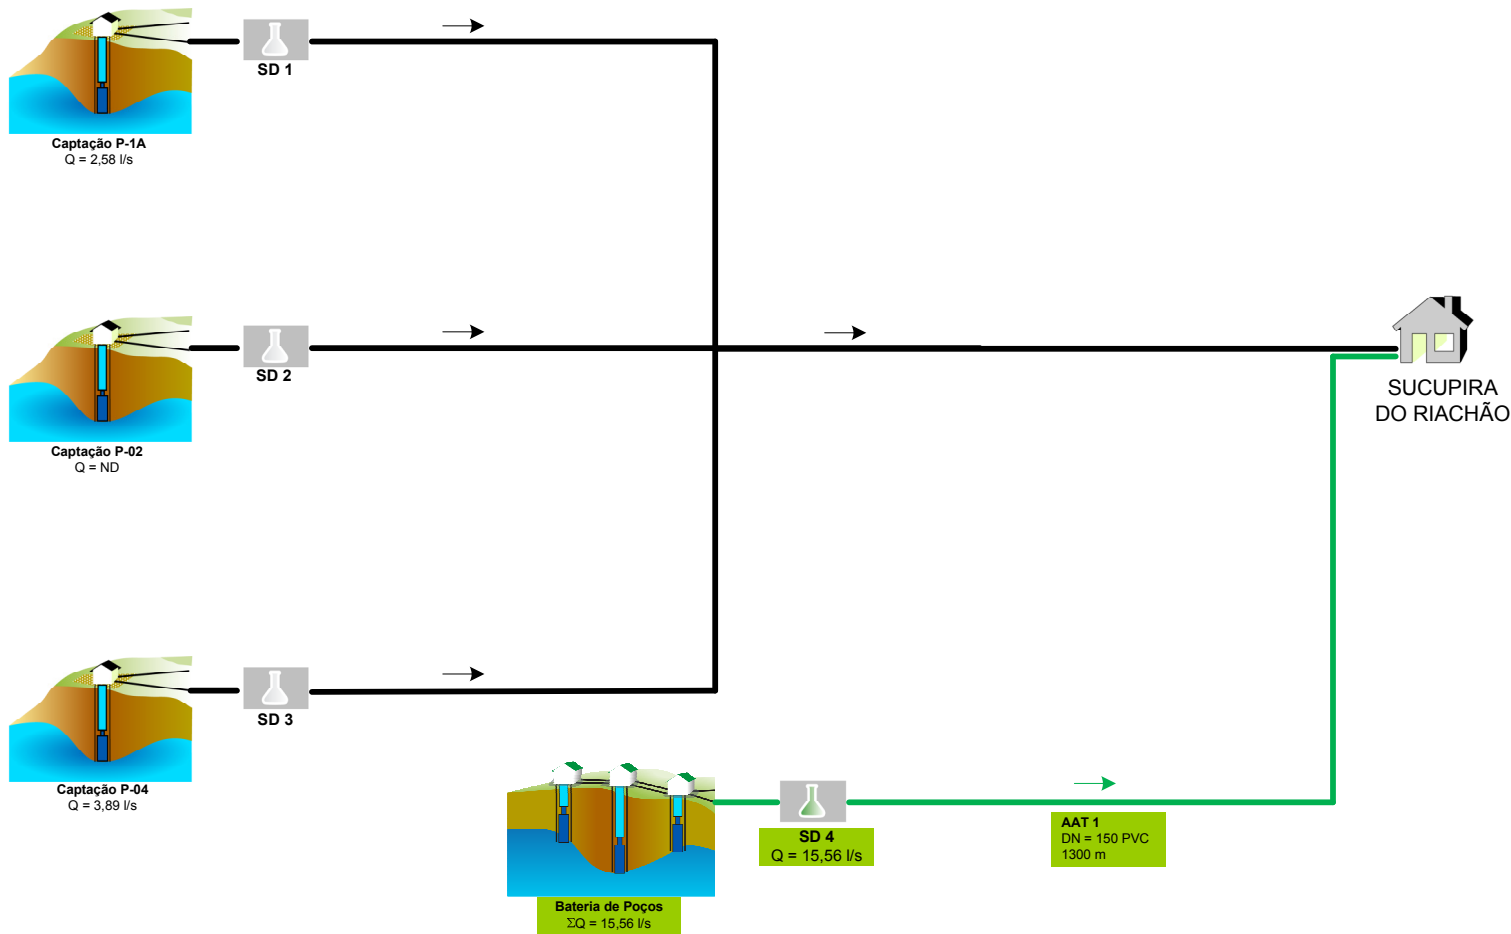 SD 1
Captação P-1A
Q = 2,58 l/s
SD 2
Captação P-02
Q = ND
SUCUPIRA
DO RIACHÃO
SD 3
Captação P-04
Q = 3,89 l/s
SD 4
Q = 15,56 l/s
AAT 1
DN = 150 PVC
1300 m
Bateria de Poços
ΣQ = 15,56 l/s